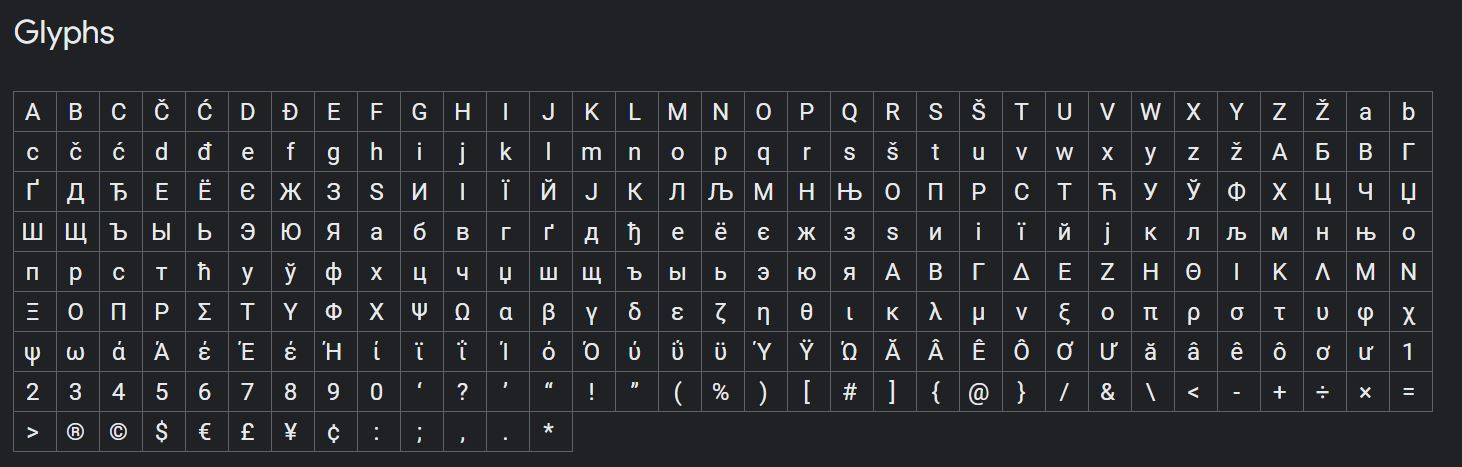 Glyphs
A B C Č Ć D Đ E F G H I J K L M N O P Q R S Š T U V W X Y Z Ž a b
c č ć d đ e f g h i j k l m n o p q r s š t u v w x y z ž А Б В Г
Ґ Д Ђ Е Ё Є Ж З Ѕ И І Ї Й Ј К Л Љ М Н Њ О П Р С Т Ћ У Ў Ф Х Ц Ч Џ
Ш Щ Ъ Ы Ь Э Ю Я а б в г ґ д ђ е ё є ж з ѕ и і ї й ј к л љ м н њ о
п р с т ћ у ў ф х ц ч џ ш щ ъ ы ь э ю я Α Β Γ Δ Ε Ζ Η Θ Ι Κ Λ Μ Ν
Ξ Ο Π Ρ Σ Τ Υ Φ Χ Ψ Ω α β γ δ ε ζ η θ ι κ λ μ ν ξ ο π ρ σ τ υ φ χ
ψ ω ά Ά έ Έ έ Ή ί ϊ ΐ Ί ό Ό ύ ΰ ϋ Ύ Ϋ Ώ Ă Â Ê Ô Ơ Ư ă â ê ô ơ ư 1
2 3 4 5 6 7 8 9 0 ‘ ? ’ “ ! ” ( % ) [ # ] { @ } / & \ < - + ÷ × =
> ® © $ € £ ¥ ¢ : ; , . *